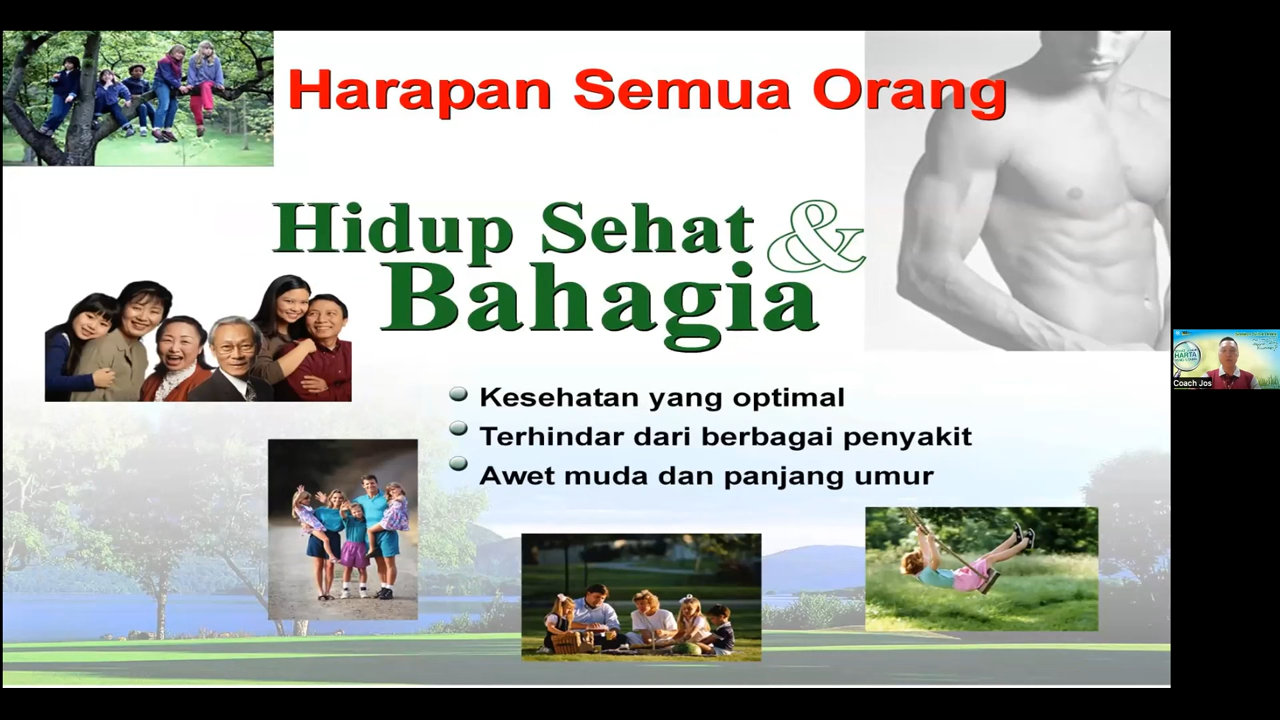 Harapan Semua Orang
Hidup Sehat &
Bahagia
Kesehatan yang optimal
Terhindar dari berbagai penyakit
Awet muda dan panjang umur
HARTA
Coach Jos